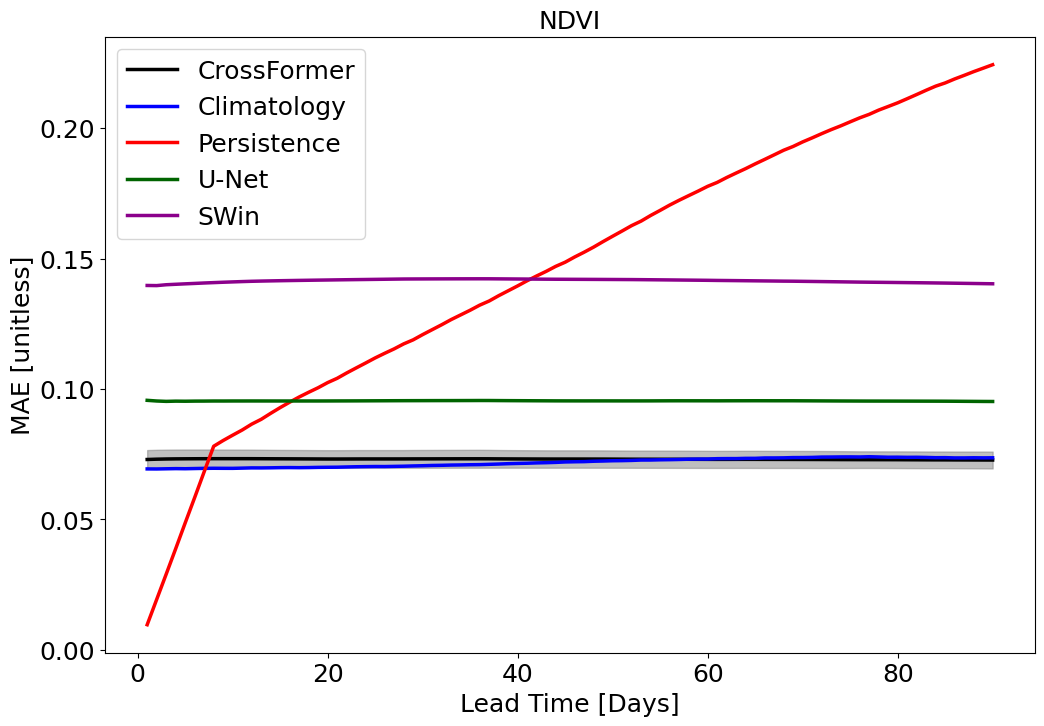 NDVI
CrossFormer
Climatology
Persistence
U-Net
SWin
MAE [unitless]
0.20
0.15
0.10
0.05
0.00
0 20 40 60 80
Lead Time [Days]